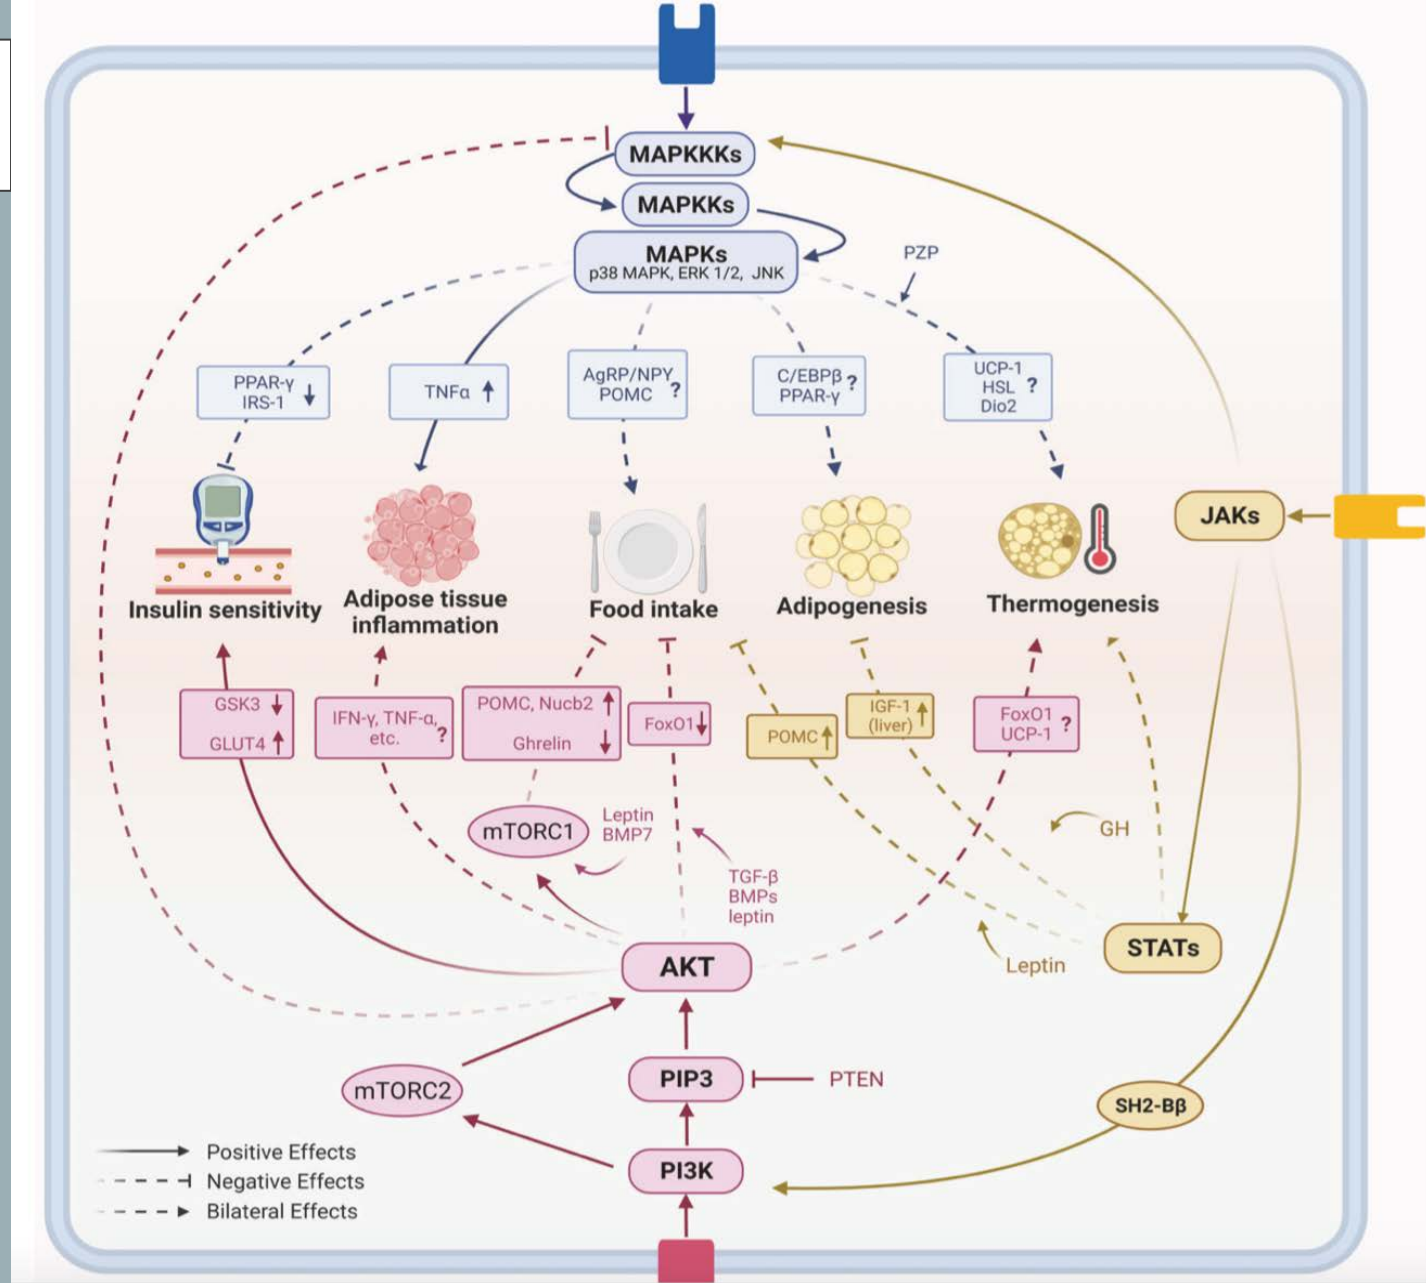 MAPKKKs
MAPKKs
MAPKs
p38 MAPK, ERK 1/2, JNK
PZP
PPAR-γ
IRS-1
TNFα
AgRP/NPY
POMC ?
C/EBPβ ?
PPAR-γ
UCP-1
HSL ?
Dio2
JAKs
Insulin sensitivity
Adipose tissue
inflammation
Food intake
Adipogenesis
Thermogenesis
GSK3
GLUT4
IFN-γ, TNF-α,
etc. ?
POMC, Nucb2
Ghrelin
FoxO1
POMC
IGF-1
(liver)
FoxO1
UCP-1 ?
mTORC1
Leptin
BMP7
TGF-β
BMPs
leptin
GH
Leptin
STATs
AKT
mTORC2
PIP3
PTEN
SH2-Bβ
PI3K
Positive Effects
Negative Effects
Bilateral Effects